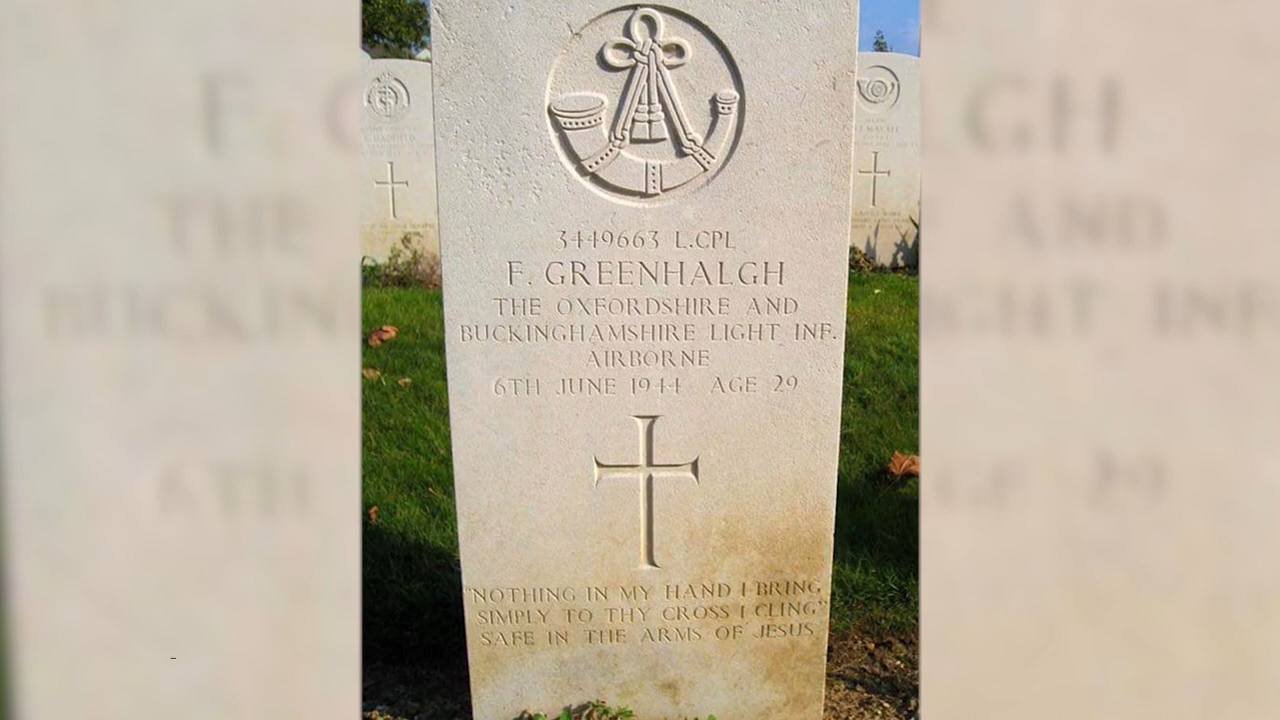 3449663 L.CPL
F. GREENHALGH
THE OXFORDSHIRE AND
BUCKINGHAMSHIRE LIGHT INF.
AIRBORNE
6TH JUNE 1944 AGE 29
"NOTHING IN MY HAND I BRING
SIMPLY TO THY CROSS I CLING"
SAFE IN THE ARMS OF JESUS